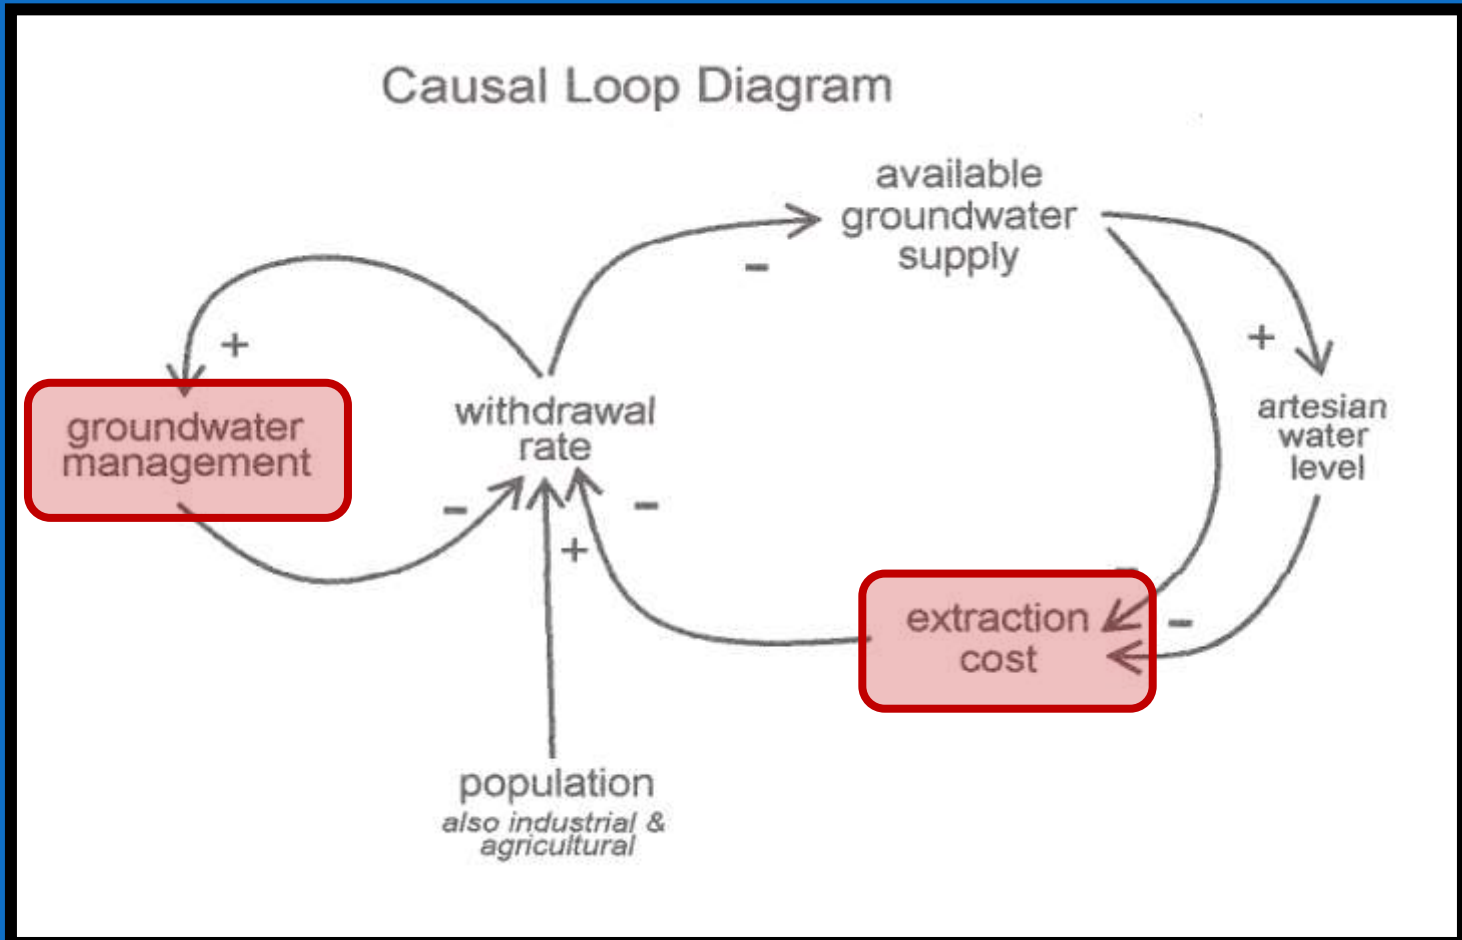 Causal Loop Diagram
available
groundwater
supply
-
+
+
groundwater
management
withdrawal
rate
artesian
water
level
-
-
+
-
extraction
cost
-
population
also industrial &
agricultural